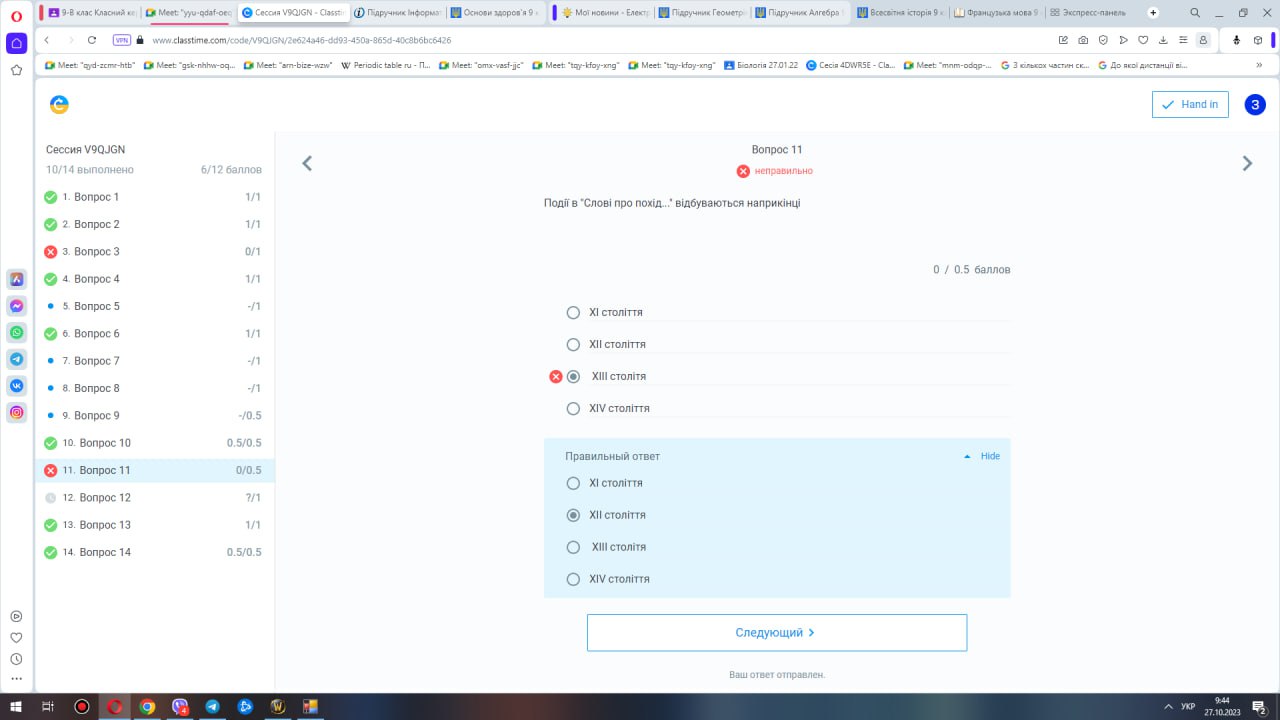 9-В клас Класний кер
Meet: "yyu-qdaf-oec
Сессия V9QJGN - Classti
Підручник Інформат
Основи здоров'я 9 к
Мої новини - Електр
Підручник Геометр
Підручник Алгебра
Всесвітня історія 9
Французька мова 9
Экспресс-панель
VPN
www.classtime.com/code/V9QJGN/2e624a46-dd93-450a-865d-40c8b6bc6426
Meet: "qyd-zcmr-htb"
Meet: "gsk-nhhw-oq...
Meet: "arn-bize-wzw"
Periodic table ru - П...
Meet: "omx-vasf-jjc"
Meet: "tqy-kfoy-xng"
Meet: "tqy-kfoy-xng"
Біологія 27.01.22
Сесія 4DWR5E - Cla...
Meet: "mnm-odqp-...
З кількох частин ск...
До якої дистанції ві...
»
Hand in
З
Сессия V9QJGN
10/14 выполнено 6/12 баллов
1. Вопрос 1 1/1
2. Вопрос 2 1/1
3. Вопрос 3 0/1
4. Вопрос 4 1/1
5. Вопрос 5 -/1
6. Вопрос 6 1/1
7. Вопрос 7 -/1
8. Вопрос 8 -/1
9. Вопрос 9 -/0.5
10. Вопрос 10 0.5/0.5
11. Вопрос 11 0/0.5
12. Вопрос 12 ?/1
13. Вопрос 13 1/1
14. Вопрос 14 0.5/0.5
Вопрос 11
неправильно
Події в "Слові про похід..." відбуваються наприкінці
0 / 0.5 баллов
XI століття
XII століття
XIII столітя
XIV століття
Правильный ответ
Hide
XI століття
XII століття
XIII столітя
XIV століття
Следующий
Ваш ответ отправлен.
4
УКР
9:44
27.10.2023
2